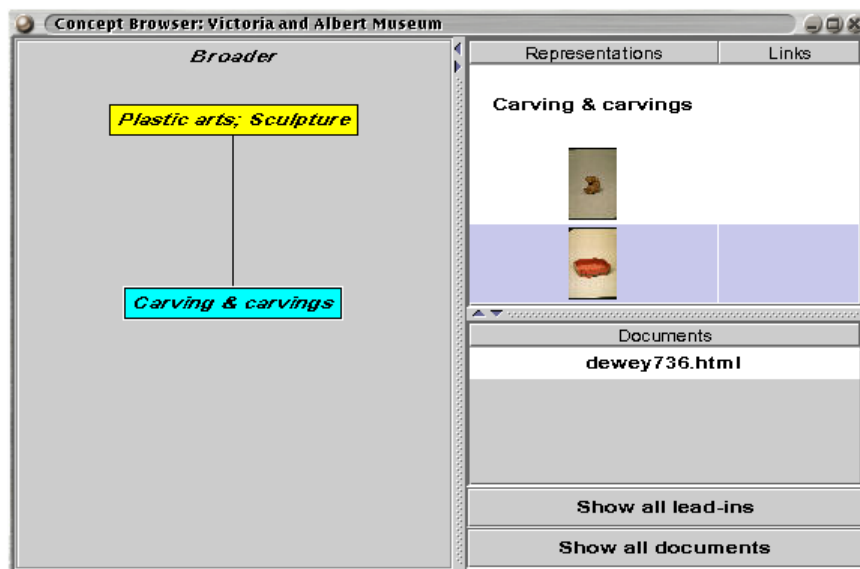 Concept Browser: Victoria and Albert Museum
Broader
Plastic arts; Sculpture
Carving & carvings
Representations
Links
Carving & carvings
Documents
dewey736.html
Show all lead-ins
Show all documents